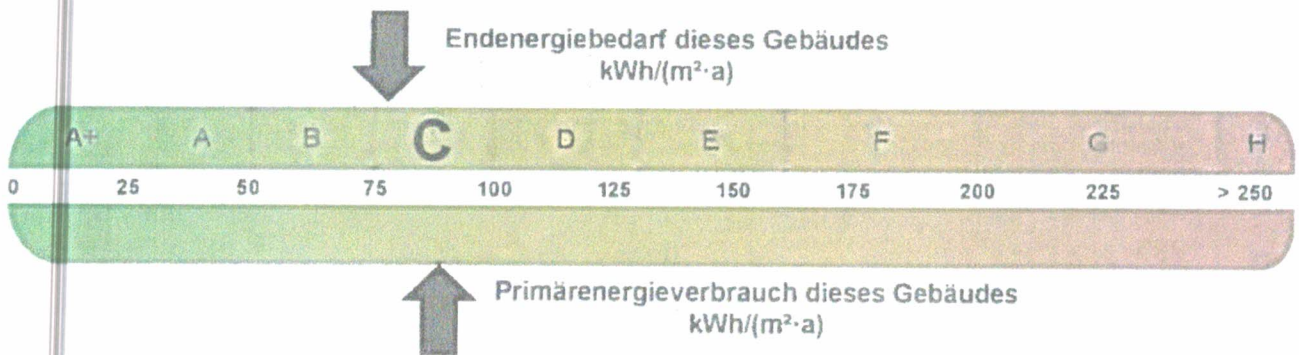 Endenergiebedarf dieses Gebäudes
kWh/(m²·a)
A+ A B C D E F G H
0 25 50 75 100 125 150 175 200 225 > 250
Primärenergieverbrauch dieses Gebäudes
kWh/(m²·a)